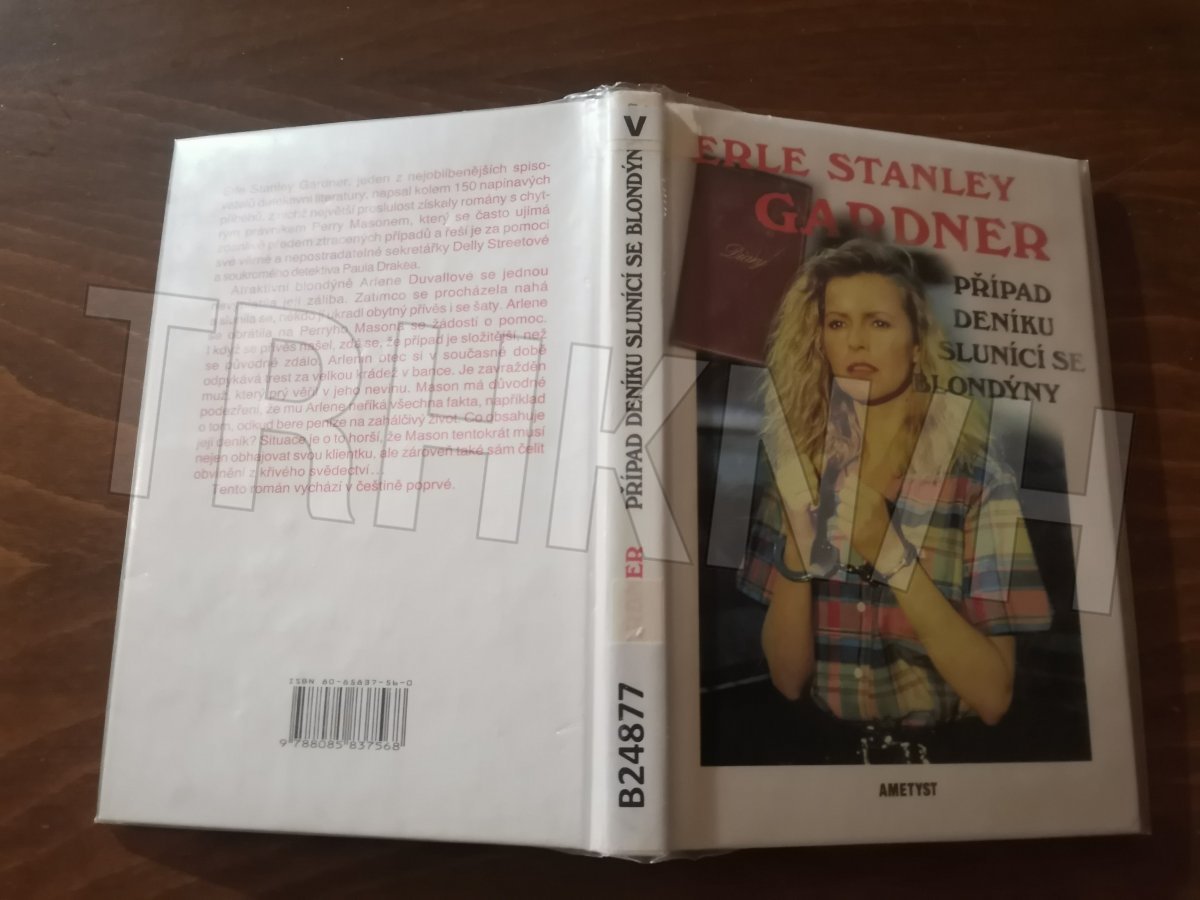 Erle Stanley Gardner, jeden z nejoblíbenějších spiso-
vatelů detektivní literatury, napsal kolem 150 napínavých
příběhů, z nichž největší proslulost získaly romány s chyt-
rým právníkem Perry Masonem, který se často ujímá
zdánlivě předem ztracených případů a řeší je za pomoci
své věrné a nepostradatelné sekretářky Delly Streetové
a soukromého detektiva Paula Drakea.
Atraktivní blondýně Arlene Duvallové se jednou
nevyplatila její záliba. Zatímco se procházela nahá
a slunila se, někdo jí ukradl obytný přívěs i se šaty. Arlene
se obrátila na Perryho Masona se žádostí o pomoc.
I když se přívěs našel, zdá se, že případ je složitější, než
se původně zdálo. Arlenin otec si v současné době
odpykává trest za velkou krádež v bance. Je zavražděn
muž, který prý věří v jeho nevinu. Mason má důvodné
podezření, že mu Arlene neříká všechna fakta, například
o tom, odkud bere peníze na zahálčivý život. Co obsahuje
její deník? Situace je o to horší, že Mason tentokrát musí
nejen obhajovat svou klientku, ale zároveň také sám čelit
obvinění z křivého svědectví...
Tento román vychází v češtině poprvé.
ISBN 80-85837-56-0
9 788085 837568
V
PŘÍPAD DENÍKU SLUNÍCÍ SE BLONDÝN
NER
B24877
ERLE STANLEY
GARDNER
Diary
PŘÍPAD
DENÍKU
SLUNÍCÍ SE
BLONDÝNY
AMETYST
TRHKNIH